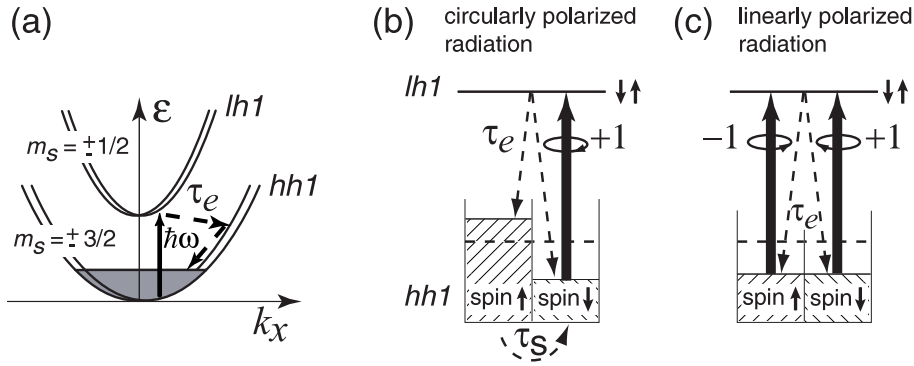 (a)
ε
lh1
m_s = ±1/2
hh1
τ_e
m_s = ±3/2
ħω
k_x
(b) circularly polarized
radiation
lh1
↓↑
τ_e
+1
hh1
spin↑
spin↓
τ_S
(c) linearly polarized
radiation
↓↑
−1
+1
τ_e
spin↑
spin↓